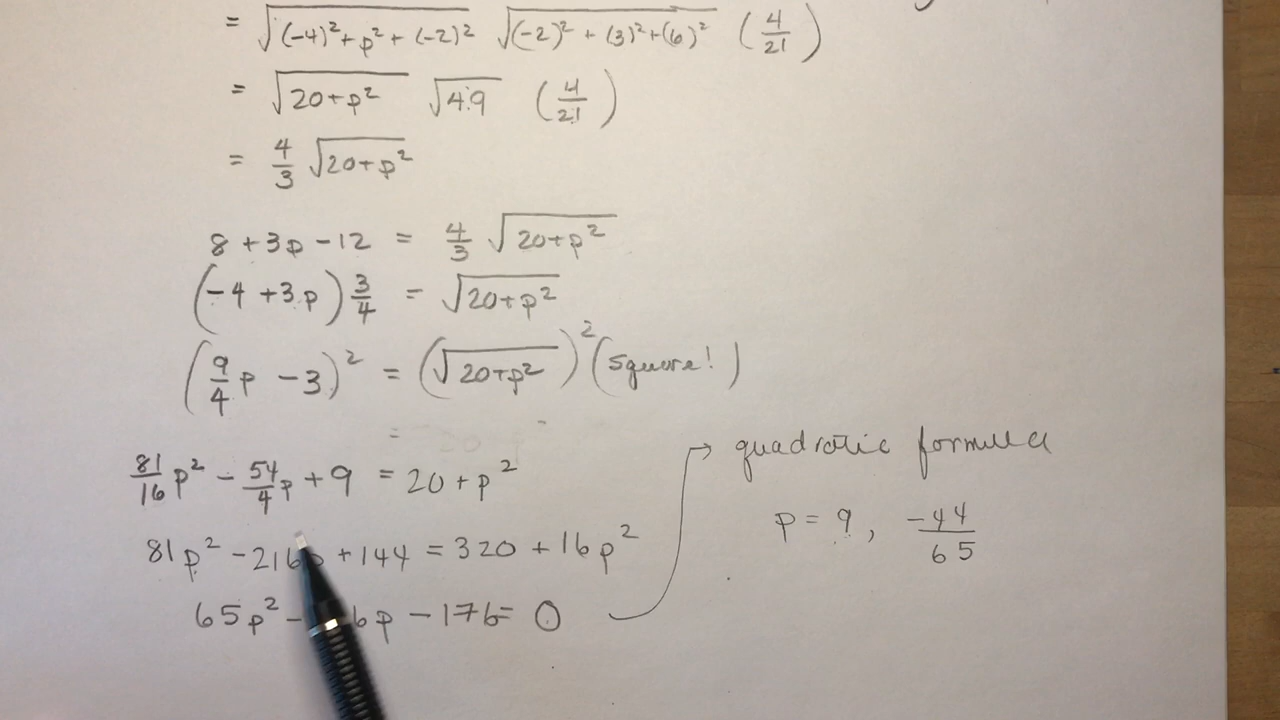 = √((-4)²+p²+(-2)²) √((-2)²+(3)²+(6)²) (4/21)
= √(20+p²) √49 (4/21)
= 4/3 √(20+p²)
8+3p-12 = 4/3 √(20+p²)
(-4+3p) 3/4 = √(20+p²)
(9/4 p - 3)² = (√(20+p²))² (square!)
81/16 p² - 54/4 p + 9 = 20+p²
→ quadratic formula
p = 9, -44/65
81p² - 216p + 144 = 320 + 16p²
65p² - 6p - 176 = 0